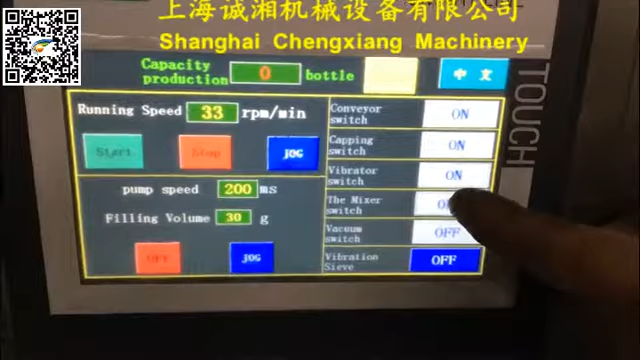 上海诚湘机械设备有限公司
Shanghai Chengxiang Machinery
Capacity production 0 bottle
中文
Running Speed 33 rpm/min
Start Stop JOG
pump speed 200 ms
Filling Volume 30 g
OFF JOG
Conveyor switch ON
Capping switch ON
Vibrator switch ON
The Mixer switch
Vacuum switch OFF
Vibration Sieve OFF
TOUCH